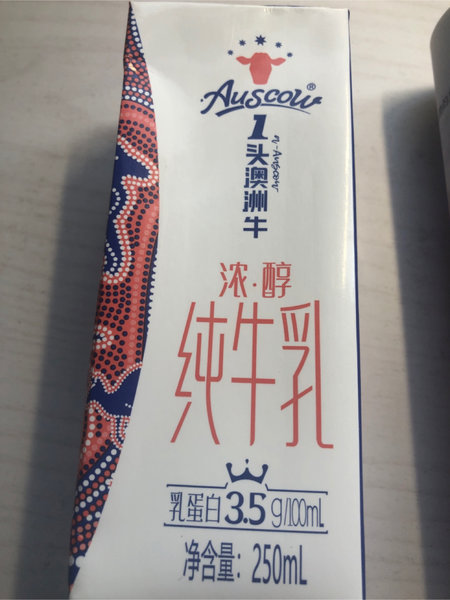 Auscow®
1头澳洲牛
n-Auscow
浓·醇
纯牛乳
乳蛋白3.5g/100mL
净含量：250mL